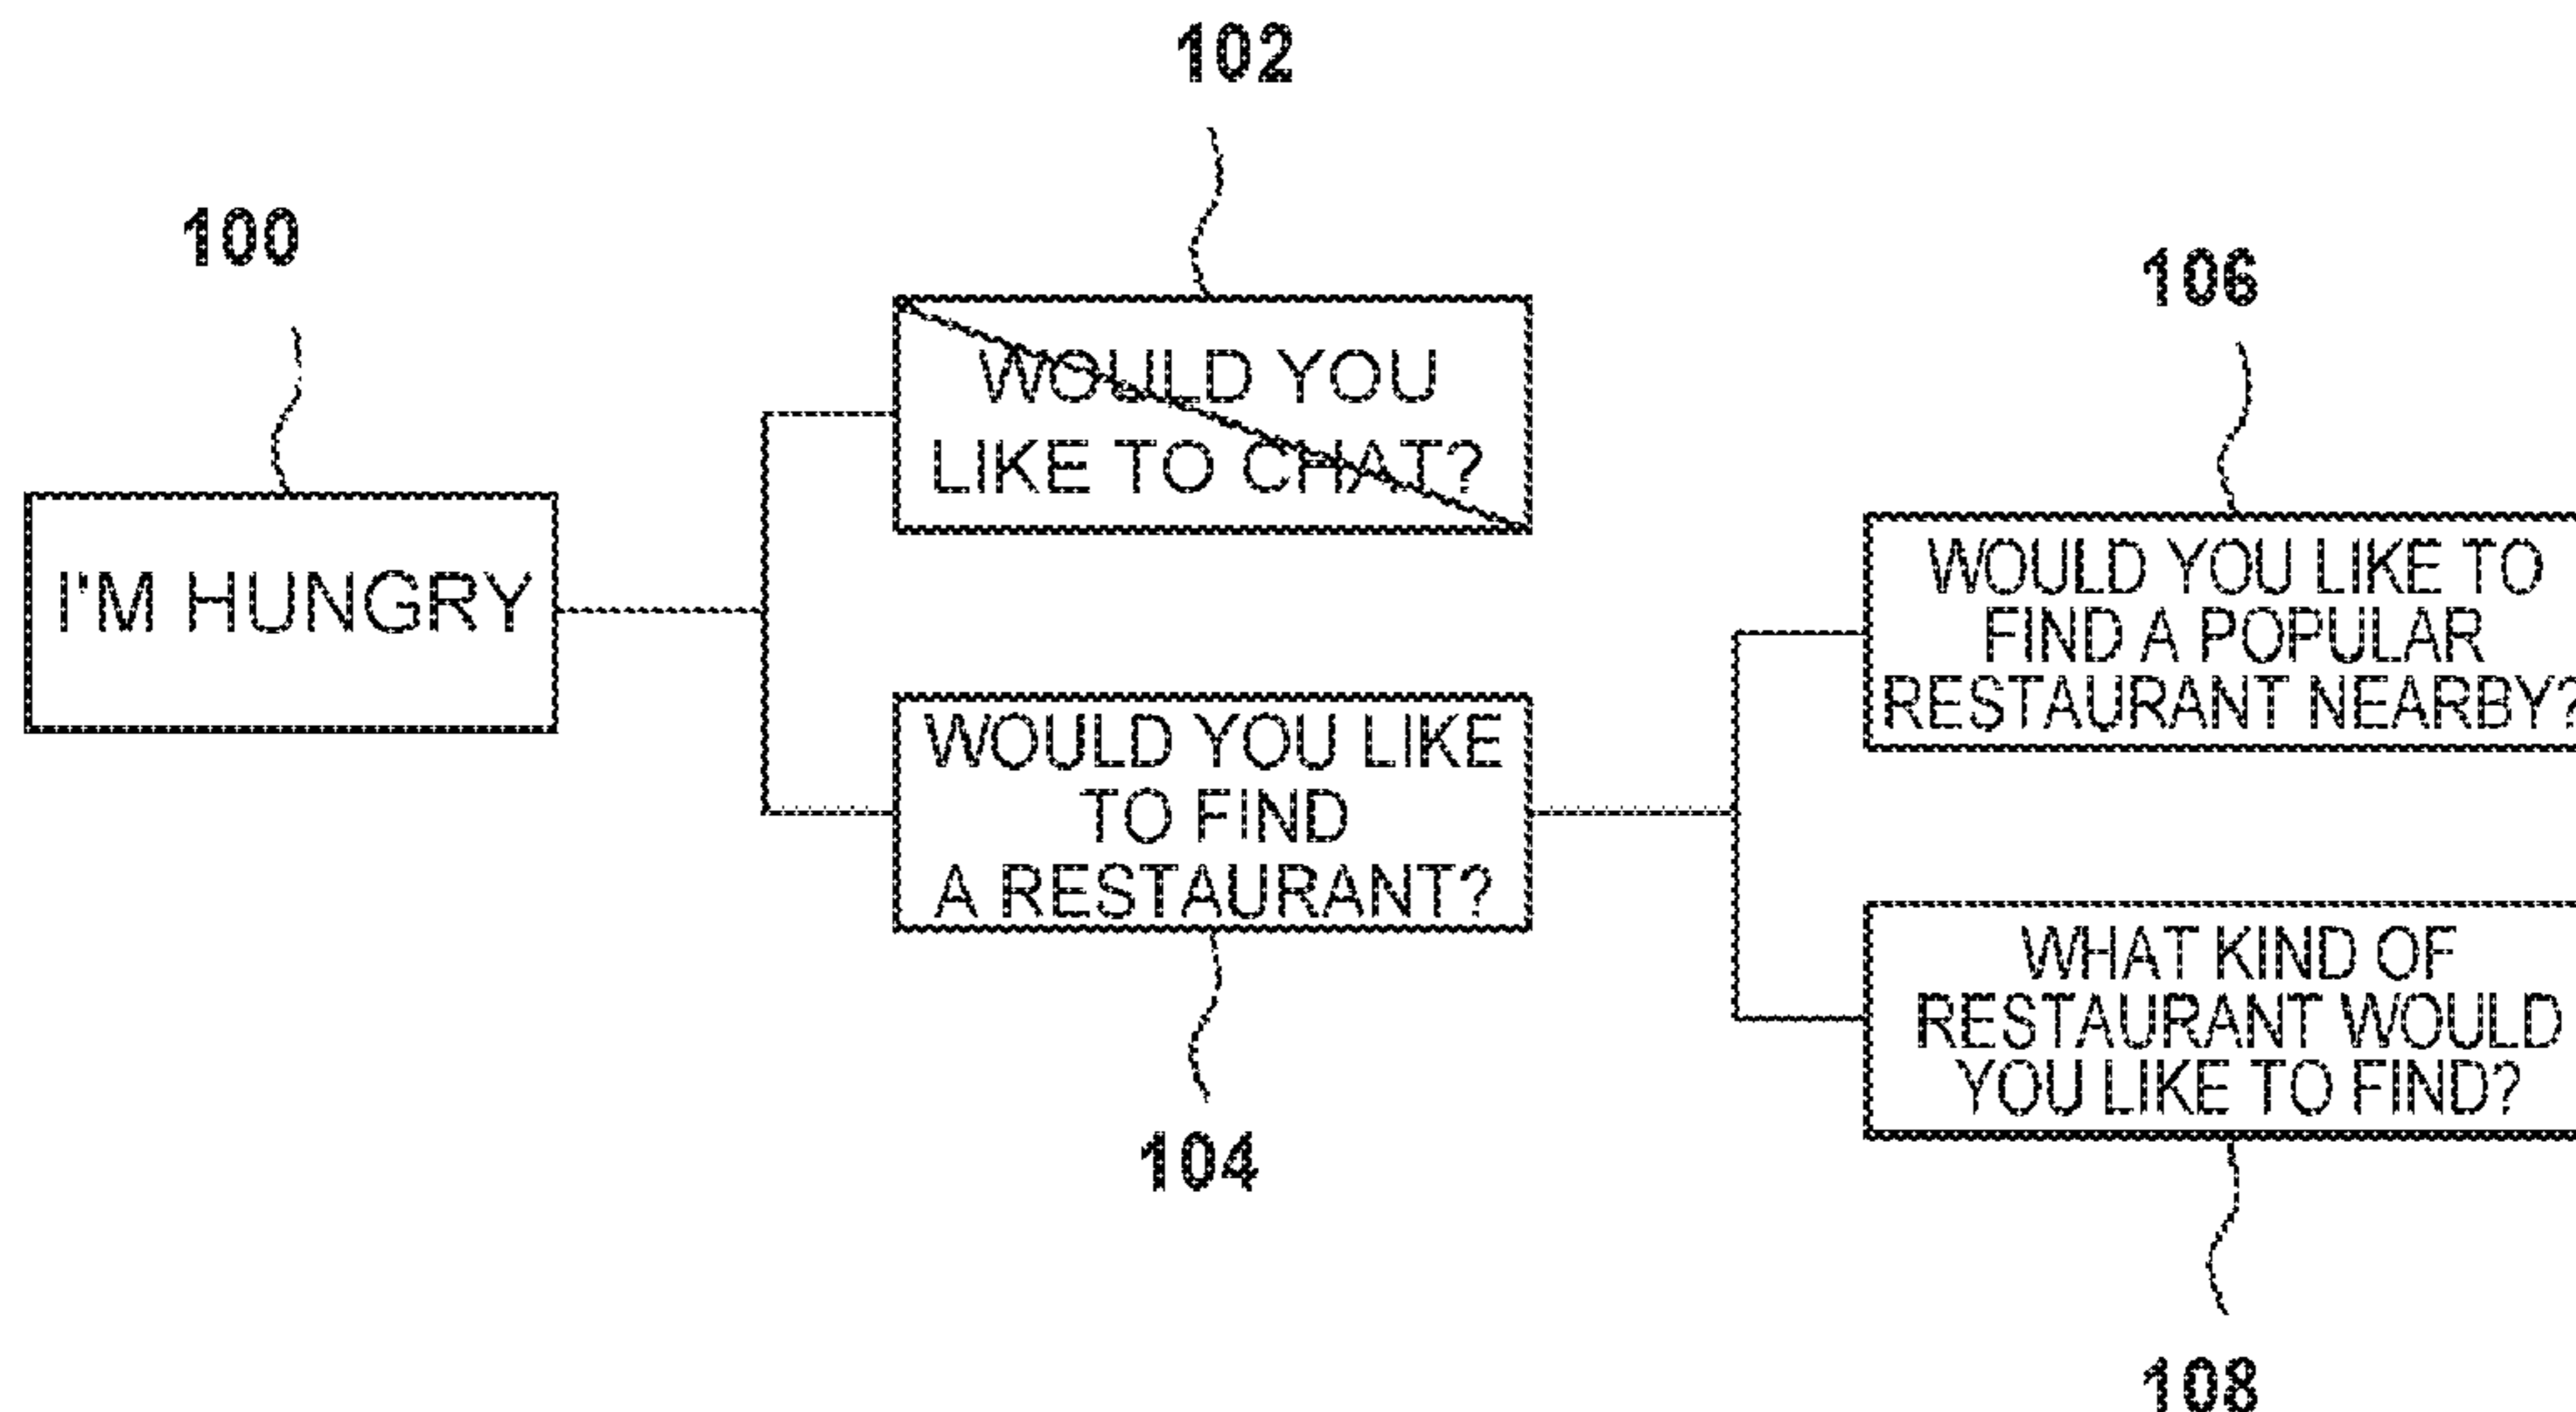 102
100
106
WOULD YOU
LIKE TO CHAT?
I'M HUNGRY
WOULD YOU LIKE TO
FIND A POPULAR
RESTAURANT NEARBY?
WOULD YOU LIKE
TO FIND
A RESTAURANT?
WHAT KIND OF
RESTAURANT WOULD
YOU LIKE TO FIND?
104
108